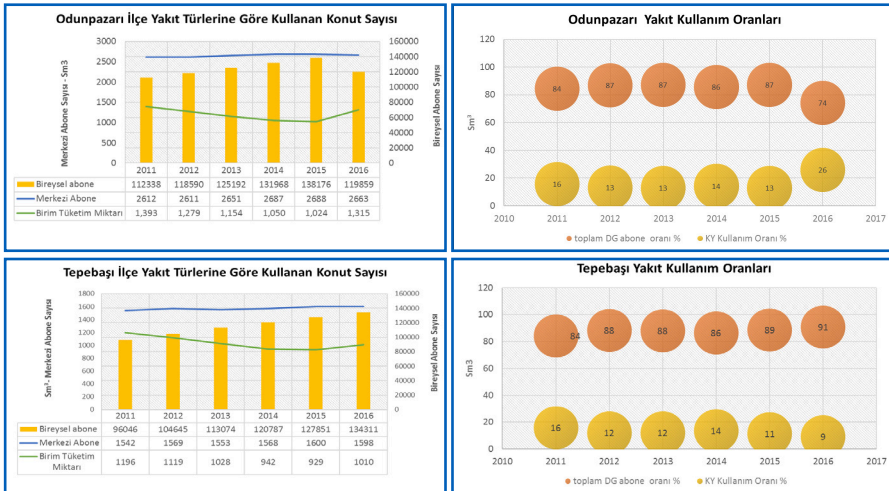 Odunpazarı İlçe Yakıt Türlerine Göre Kullanan Konut Sayısı
Merkezi Abone Sayısı - Sm3
3000
2500
2000
1500
1000
500
0
160000
140000
120000
100000
80000
60000
40000
20000
0
Bireysel Abone Sayısı
2011 2012 2013 2014 2015 2016
Bireysel abone 112338 118590 125192 131968 138176 119859
Merkezi Abone 2612 2611 2651 2687 2688 2663
Birim Tüketim Miktarı 1,393 1,279 1,154 1,050 1,024 1,315
Odunpazarı Yakıt Kullanım Oranları
Sm³
120
100
80
60
40
20
0
84 87 87 86 87 74
16 13 13 14 13 26
2010 2011 2012 2013 2014 2015 2016 2017
toplam DG abone oranı % KY Kullanım Oranı %
Tepebaşı İlçe Yakıt Türlerine Göre Kullanan Konut Sayısı
Sm³- Merkezi Abone Sayısı
1800
1600
1400
1200
1000
800
600
400
200
0
160000
140000
120000
100000
80000
60000
40000
20000
0
Bireysel Abone Sayısı
2011 2012 2013 2014 2015 2016
Bireysel abone 96046 104645 113074 120787 127851 134311
Merkezi Abone 1542 1569 1553 1568 1600 1598
Birim Tüketim
Miktarı 1196 1119 1028 942 929 1010
Tepebaşı Yakıt Kullanım Oranları
Sm3
120
100
80
60
40
20
0
84 88 88 86 89 91
16 12 12 14 11 9
2010 2011 2012 2013 2014 2015 2016 2017
toplam DG abone oranı % KY Kullanım Oranı %